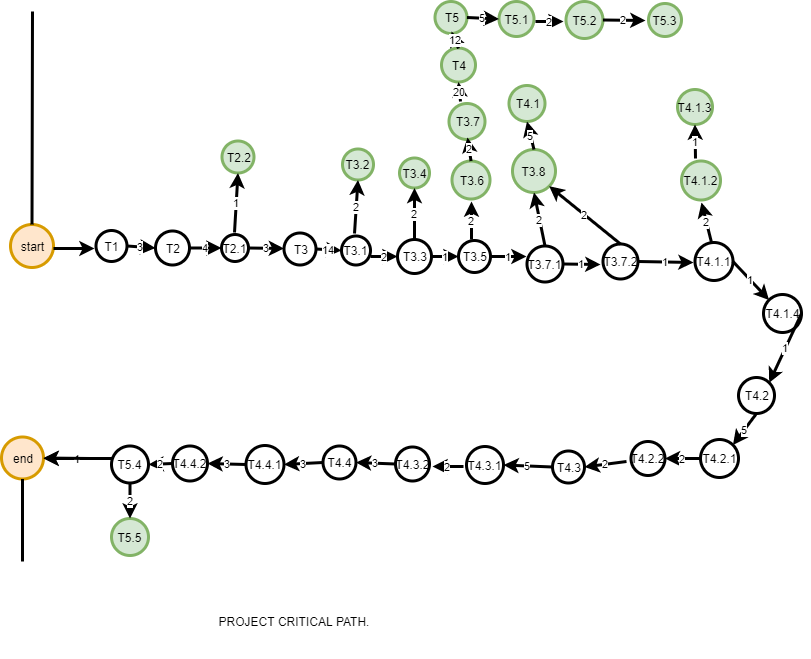 T5
5
T5.1
2
T5.2
2
T5.3
12
T4
20
T3.7
2
T3.6
2
T4.1
5
T3.8
2
2
T4.1.3
1
T4.1.2
2
T2.2
1
T3.2
2
T3.4
2
start
T1
3
T2
4
T2.1
3
T3
14
T3.1
2
T3.3
1
T3.5
1
T3.7.1
1
T3.7.2
1
T4.1.1
1
T4.1.4
1
T4.2
5
end
1
T5.4
2
T4.4.2
3
T4.4.1
3
T4.4
3
T4.3.2
2
T4.3.1
5
T4.3
2
T4.2.2
2
T4.2.1
2
T5.5
PROJECT CRITICAL PATH.